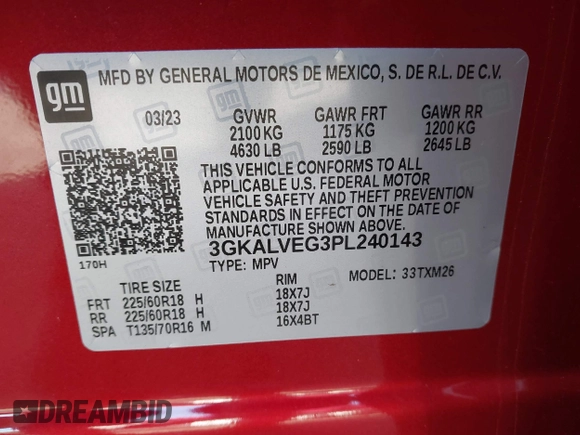 gm
MFD BY GENERAL MOTORS DE MEXICO, S. DE R.L. DE C.V.
03/23 GVWR GAWR FRT GAWR RR
2100 KG 1175 KG 1200 KG
4630 LB 2590 LB 2645 LB
THIS VEHICLE CONFORMS TO ALL
APPLICABLE U.S. FEDERAL MOTOR
VEHICLE SAFETY AND THEFT PREVENTION
STANDARDS IN EFFECT ON THE DATE OF
MANUFACTURE SHOWN ABOVE.
3GKALVEG3PL240143
170H
TYPE: MPV
MODEL: 33TXM26
TIRE SIZE RIM
FRT 225/60R18 H 18X7J
RR 225/60R18 H 18X7J
SPA T135/70R16 M 16X4BT
DREAMBID